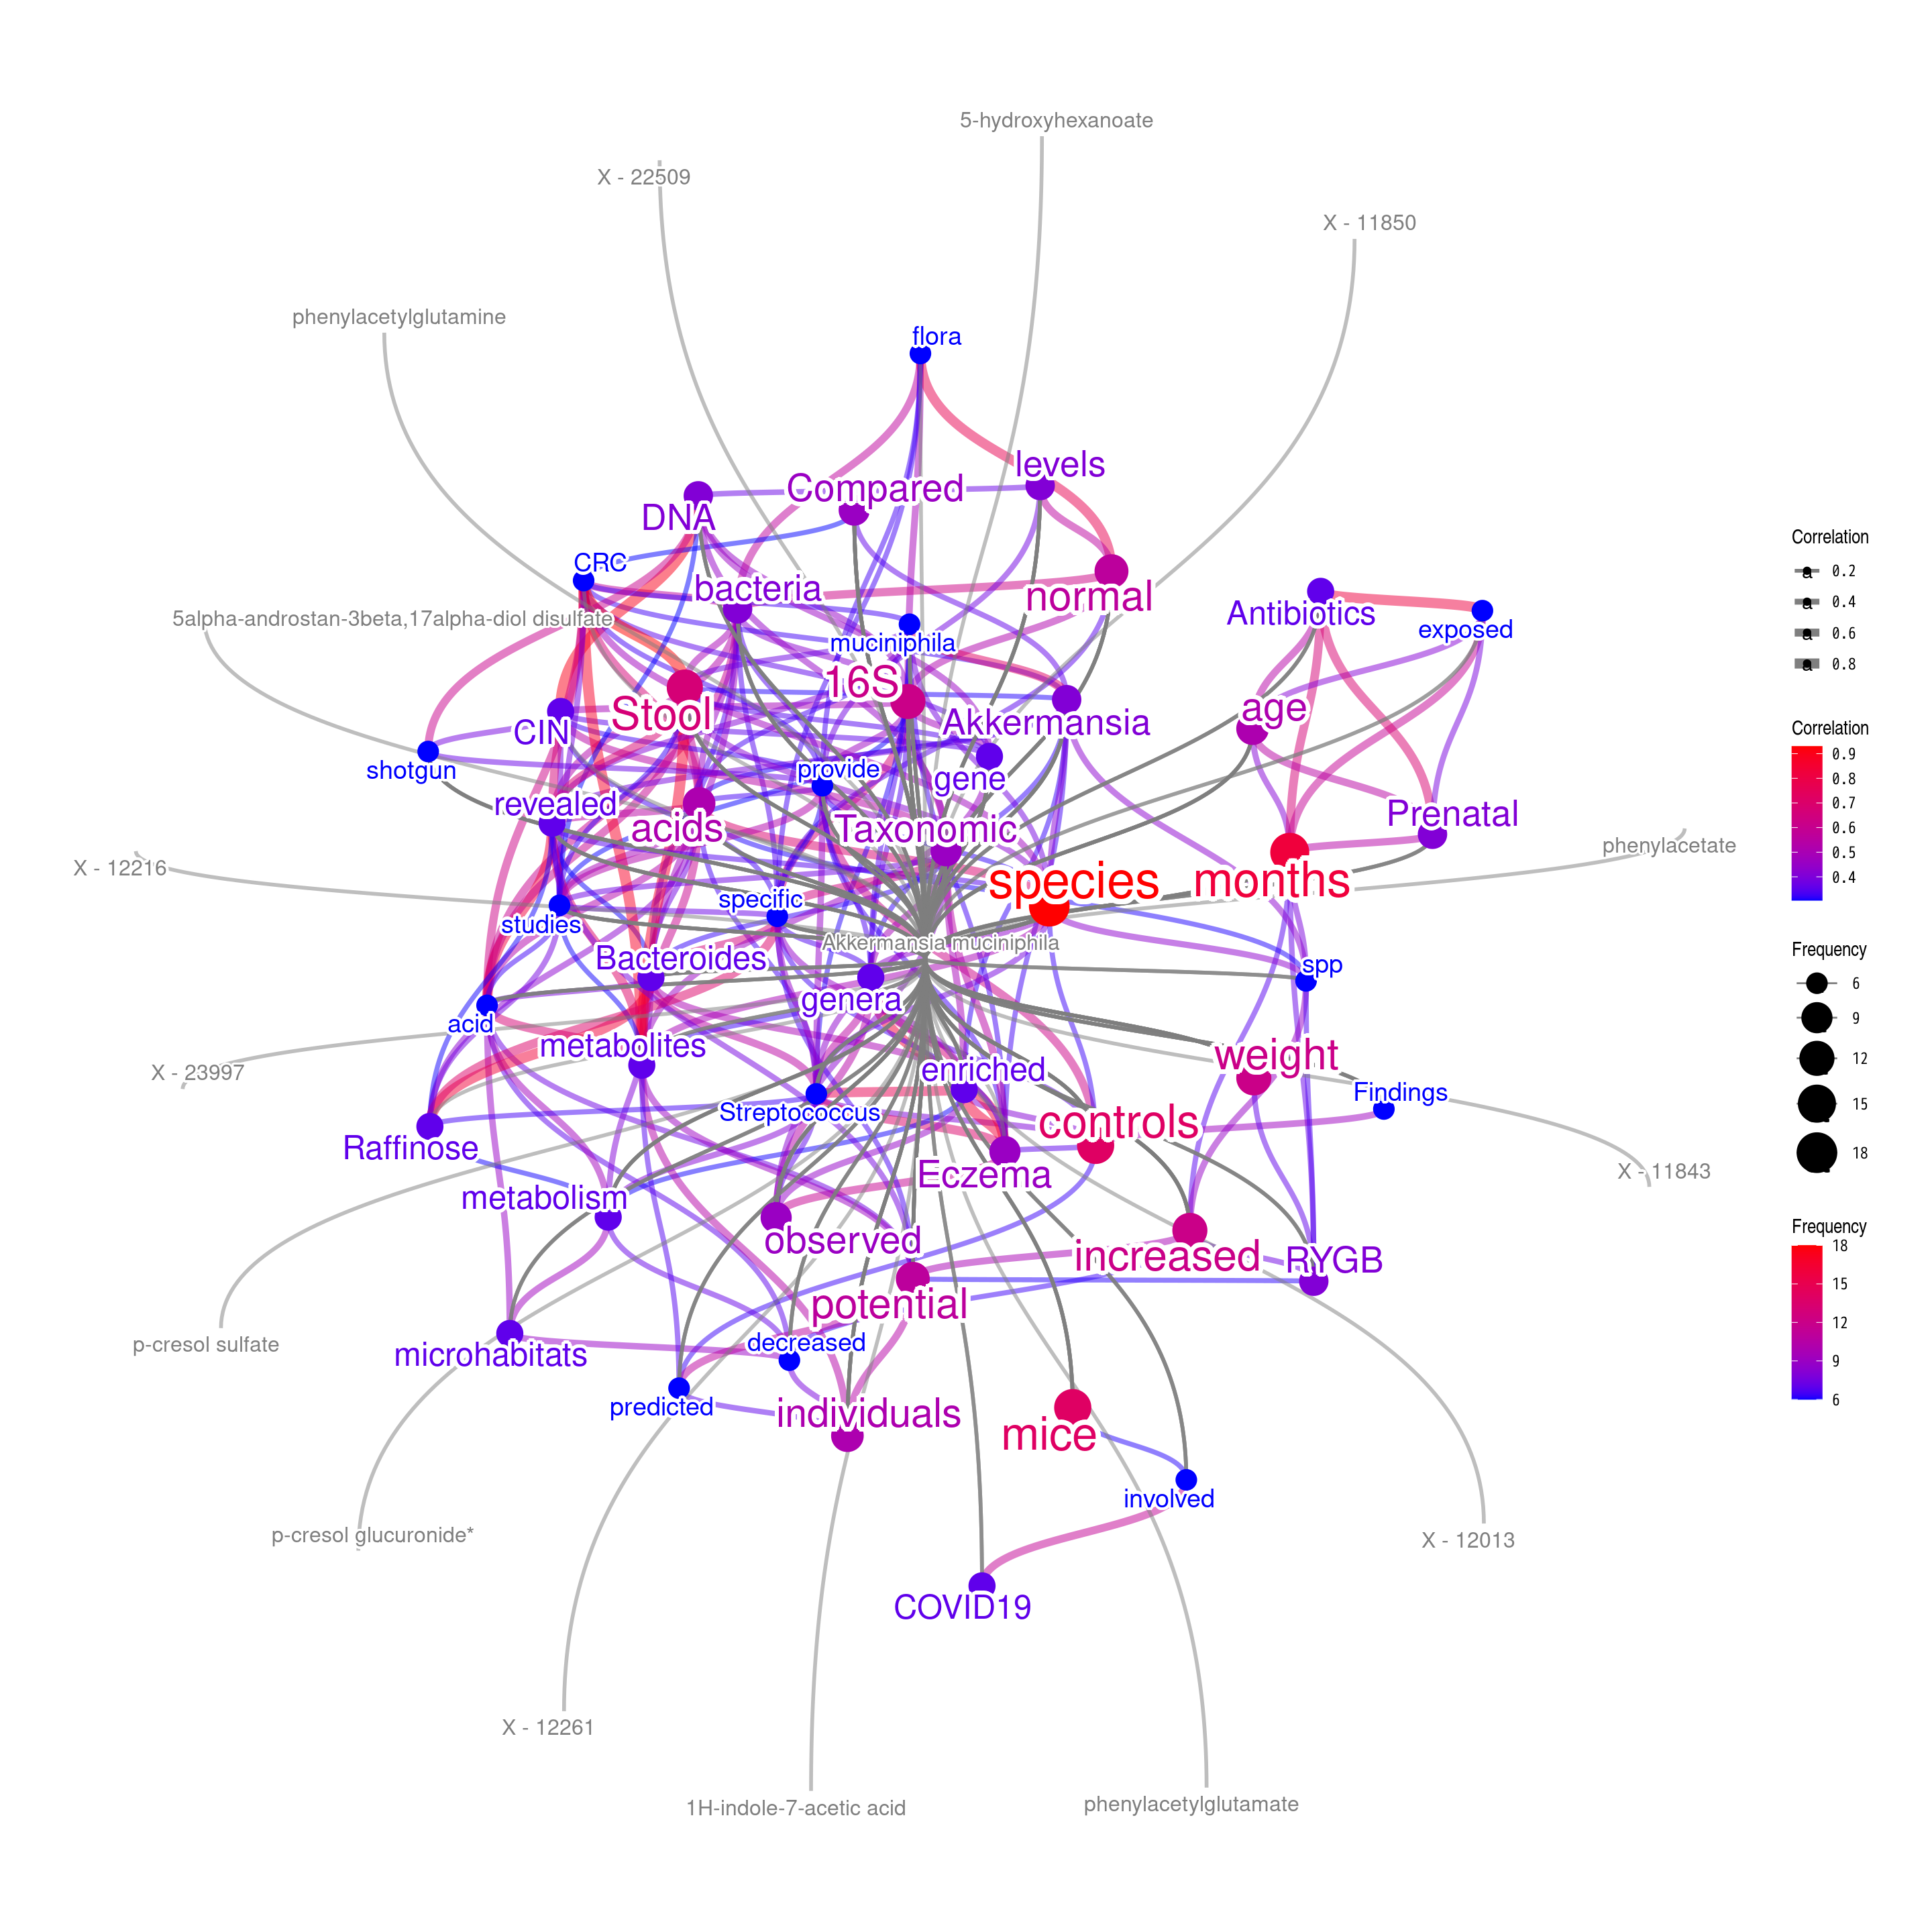 5-hydroxyhexanoate
X - 22509
X - 11850
phenylacetylglutamine
flora
levels
Compared
DNA
CRC
bacteria
normal
Antibiotics
exposed
5alpha-androstan-3beta,17alpha-diol disulfate
muciniphila
16S
Stool
age
Akkermansia
CIN
shotgun
provide
gene
revealed
acids
Taxonomic
Prenatal
phenylacetate
X - 12216
species
months
specific
studies
Akkermansia muciniphila
Bacteroides
spp
genera
acid
metabolites
weight
X - 23997
enriched
Findings
Streptococcus
controls
Raffinose
Eczema
X - 11843
metabolism
observed
increased
RYGB
potential
p-cresol sulfate
decreased
microhabitats
predicted
individuals
mice
involved
p-cresol glucuronide*
X - 12013
COVID19
X - 12261
1H-indole-7-acetic acid
phenylacetylglutamate
Correlation
a 0.2
a 0.4
a 0.6
a 0.8
Correlation
0.9
0.8
0.7
0.6
0.5
0.4
Frequency
6
9
12
15
18
Frequency
18
15
12
9
6